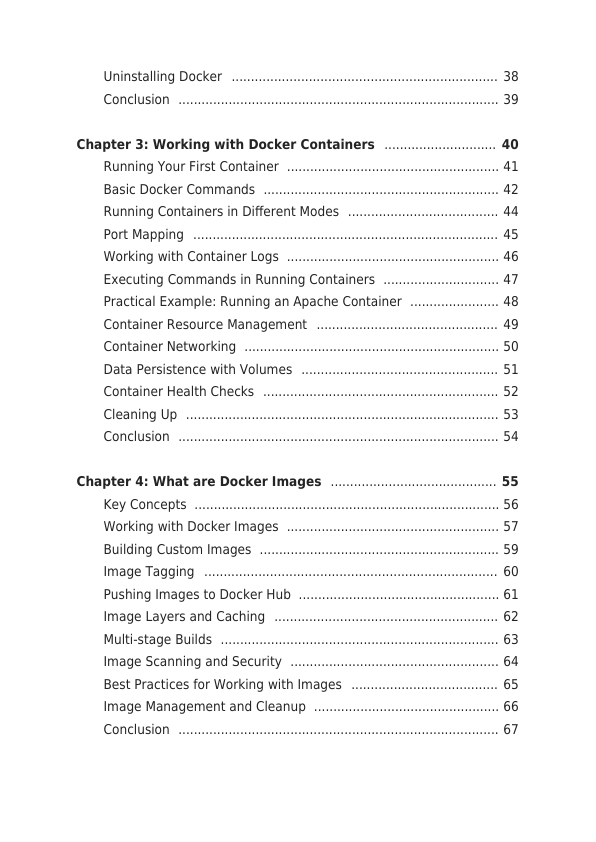 Uninstalling Docker ..................................................................... 38
Conclusion ................................................................................... 39
Chapter 3: Working with Docker Containers ............................. 40
Running Your First Container ....................................................... 41
Basic Docker Commands ............................................................. 42
Running Containers in Different Modes ........................................ 44
Port Mapping ............................................................................... 45
Working with Container Logs ....................................................... 46
Executing Commands in Running Containers .............................. 47
Practical Example: Running an Apache Container ....................... 48
Container Resource Management ............................................... 49
Container Networking .................................................................. 50
Data Persistence with Volumes ................................................... 51
Container Health Checks ............................................................. 52
Cleaning Up ................................................................................. 53
Conclusion ................................................................................... 54
Chapter 4: What are Docker Images ........................................... 55
Key Concepts ............................................................................... 56
Working with Docker Images ....................................................... 57
Building Custom Images .............................................................. 59
Image Tagging ............................................................................. 60
Pushing Images to Docker Hub .................................................... 61
Image Layers and Caching .......................................................... 62
Multi-stage Builds ........................................................................ 63
Image Scanning and Security ...................................................... 64
Best Practices for Working with Images ...................................... 65
Image Management and Cleanup ................................................ 66
Conclusion ................................................................................... 67